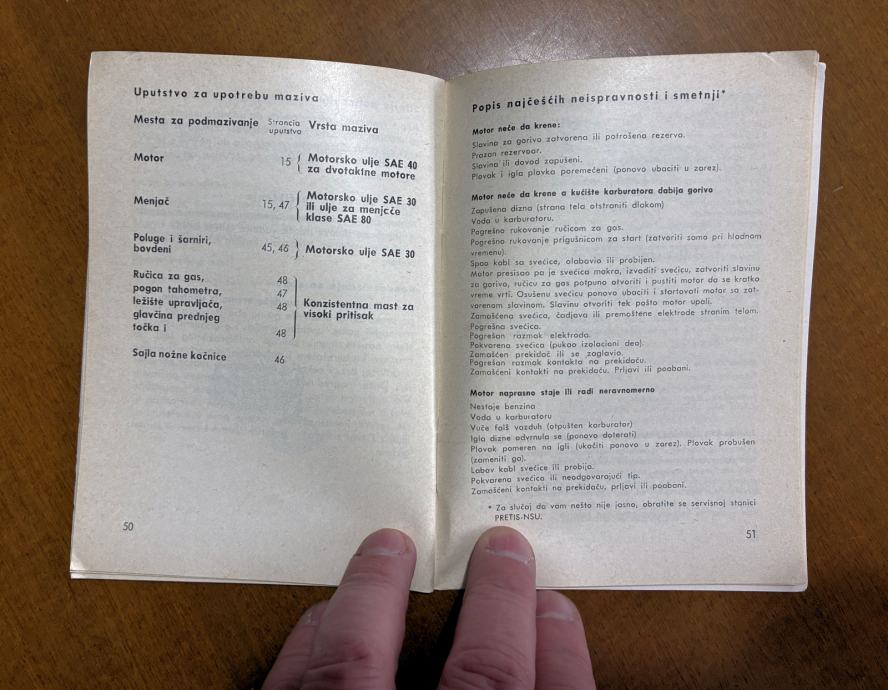 Uputstvo za upotrebu maziva
Mesta za podmazivanje Strancia uputstva Vrsta maziva
Motor 15 { Motorsko ulje SAE 40
za dvotaktne motore
Menjač 15, 47 { Motorsko ulje SAE 30
ili ulje za menjcče
klase SAE 80
Poluge i šarniri,
bovdeni 45, 46 } Motorsko ulje SAE 30
Ručica za gas, 48
pogon tahometra, 47
ležište upravljača, 48
glavčina prednjeg
točka i 48
Konzistentna mast za
visoki pritisak
Sajla nožne kočnice 46
50
Popis najčešćih neispravnosti i smetnji*
Motor neće da krene:
Slavina za gorivo zatvorena ili potrošena rezerva.
Prazan rezervoar.
Slavina ili dovod zapušeni.
Plovak i igla plovka poremećeni (ponovo ubaciti u zarez).
Motor neće da krene a kućište karburatora dabija gorivo
Zapušena dizna (strana tela otstraniti dlakom)
Voda u karburatoru.
Pogrešno rukovanje ručicom za gas.
Pogrešno rukovanje prigušnicom za start (zatvoriti samo pri hladnom
vremenu).
Spao kabl sa svećice, olabavio ili probijen.
Motor presisao pa je svećica mokra, izvaditi svećicu, zatvoriti slavinu
za gorivo, ručicu za gas potpuno otvoriti i pustiti motor da se kratko
vreme vrti. Osušenu svećicu ponovo ubaciti i startovati motor sa zat-
vorenom slavinom. Slavinu otvoriti tek pošto motor upali.
Zamašćena svećica, čadjava ili premoštene elektrode stranim telom.
Pogrešna svećica.
Pogrešan razmak elektroda.
Pokvarena svećica (pukao izolacioni deo).
Zamašćen prekidač ili se zaglavio.
Pogrešan razmak kontakta na prekidaču.
Zamašćeni kontakti na prekidaču. Prljavi ili poabani.
Motor naprasno staje ili radi neravnomerno
Nestaje benzina
Voda u karburatoru
Vuče falš vazduh (otpušten karburator)
Igla dizne odvrnula se (ponovo doterati)
Plovak pomeren na igli (ukočiti ponovo u zarez). Plovak probušen
(zameniti ga).
Labav kabl svećice ili probija.
Pokvarena svećica ili neodgovarajući tip.
Zamašćeni kontakti na prekidaču, prljavi ili poabani.
* Za slučaj da vam nešto nije jasno, obratite se servisnoj stanici
PRETIS-NSU.
51